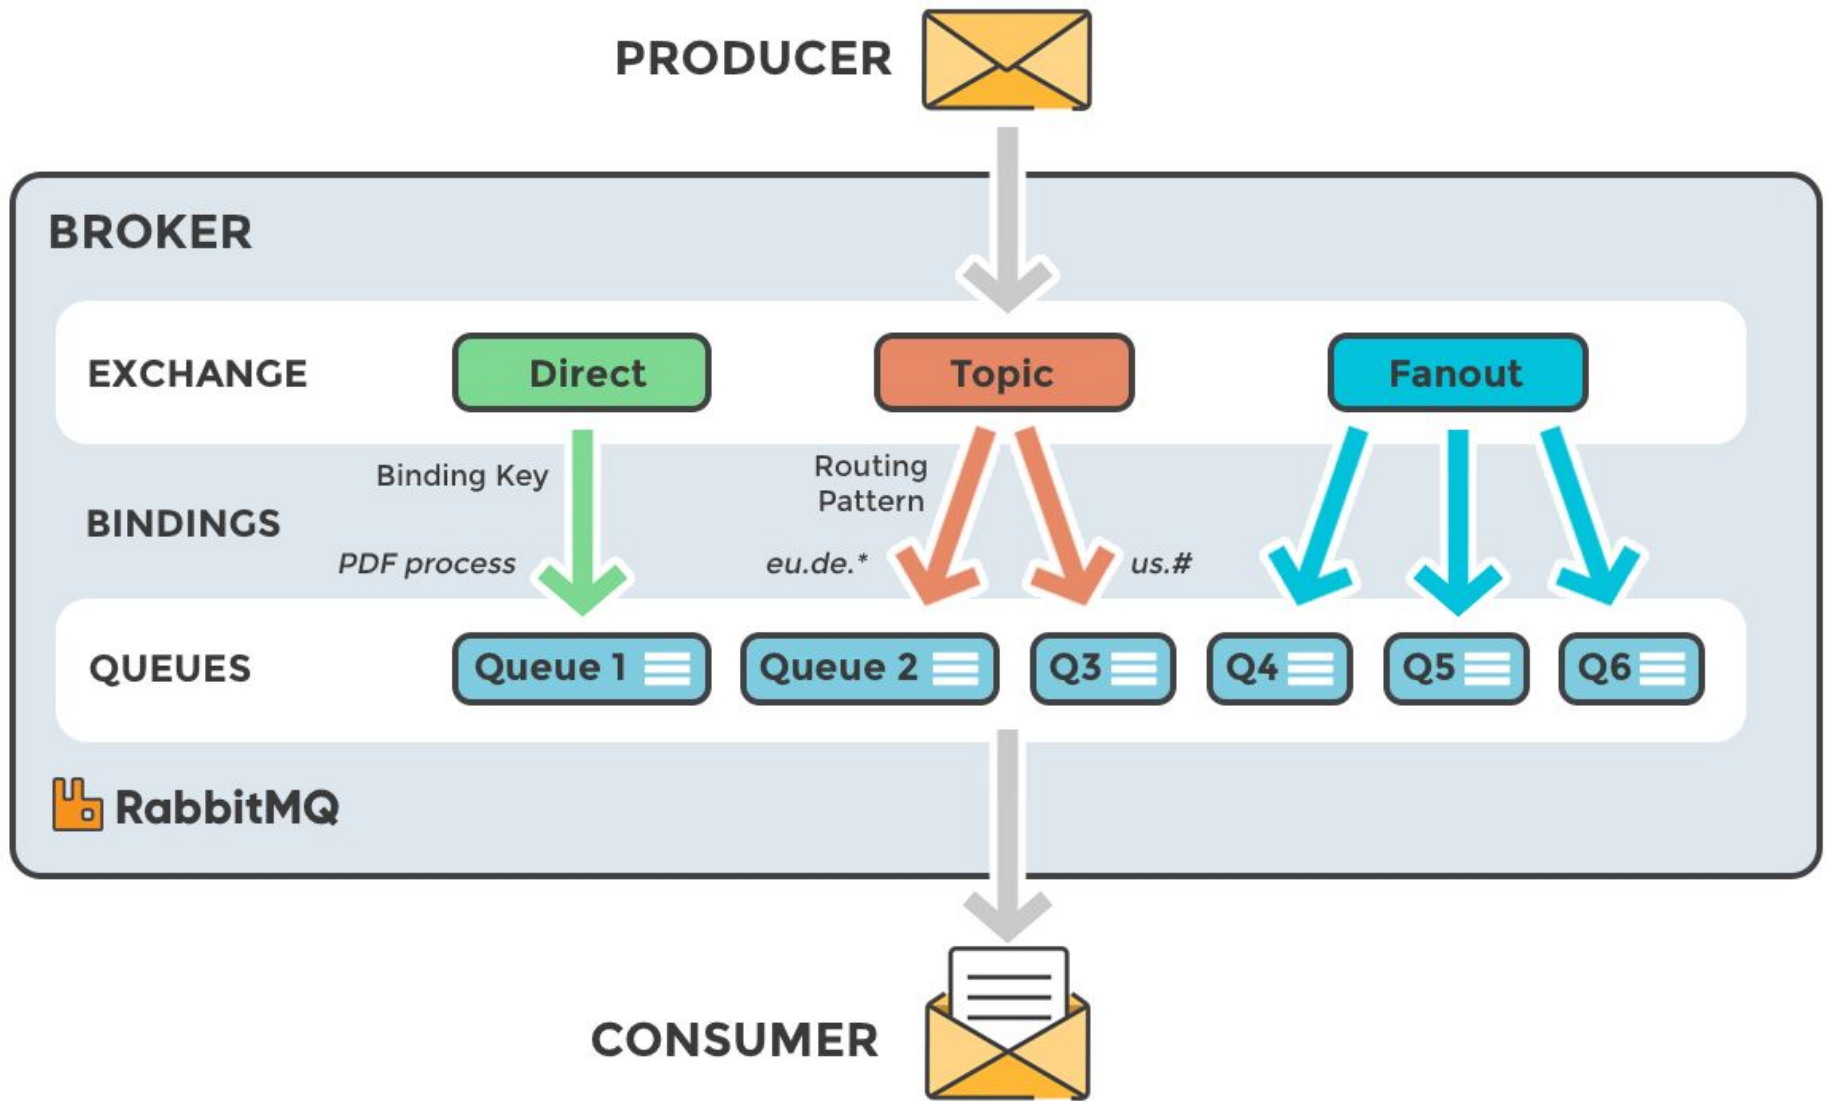 PRODUCER
BROKER
EXCHANGE
Direct
Topic
Fanout
Binding Key
Routing
Pattern
BINDINGS
PDF process
eu.de.*
us.#
QUEUES
Queue 1
Queue 2
Q3
Q4
Q5
Q6
RabbitMQ
CONSUMER